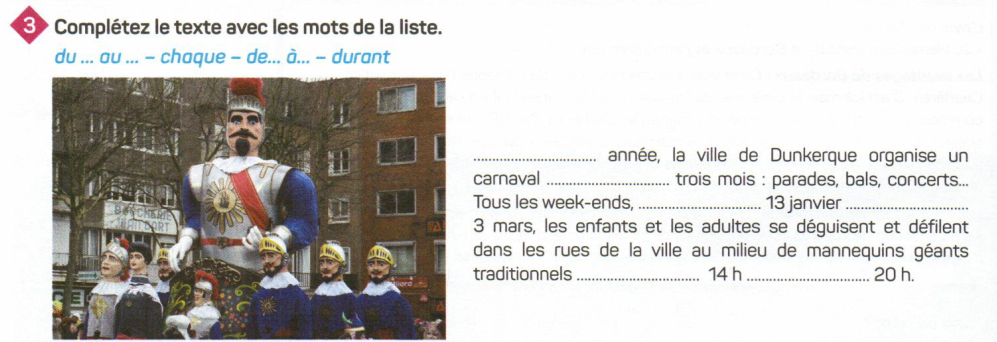 3 Complétez le texte avec les mots de la liste.
du ... au ... – chaque – de... à... – durant
.................................. année, la ville de Dunkerque organise un
carnaval .................................. trois mois : parades, bals, concerts...
Tous les week-ends, .................................. 13 janvier ..................................
3 mars, les enfants et les adultes se déguisent et défilent
dans les rues de la ville au milieu de mannequins géants
traditionnels .................................. 14 h .................................. 20 h.